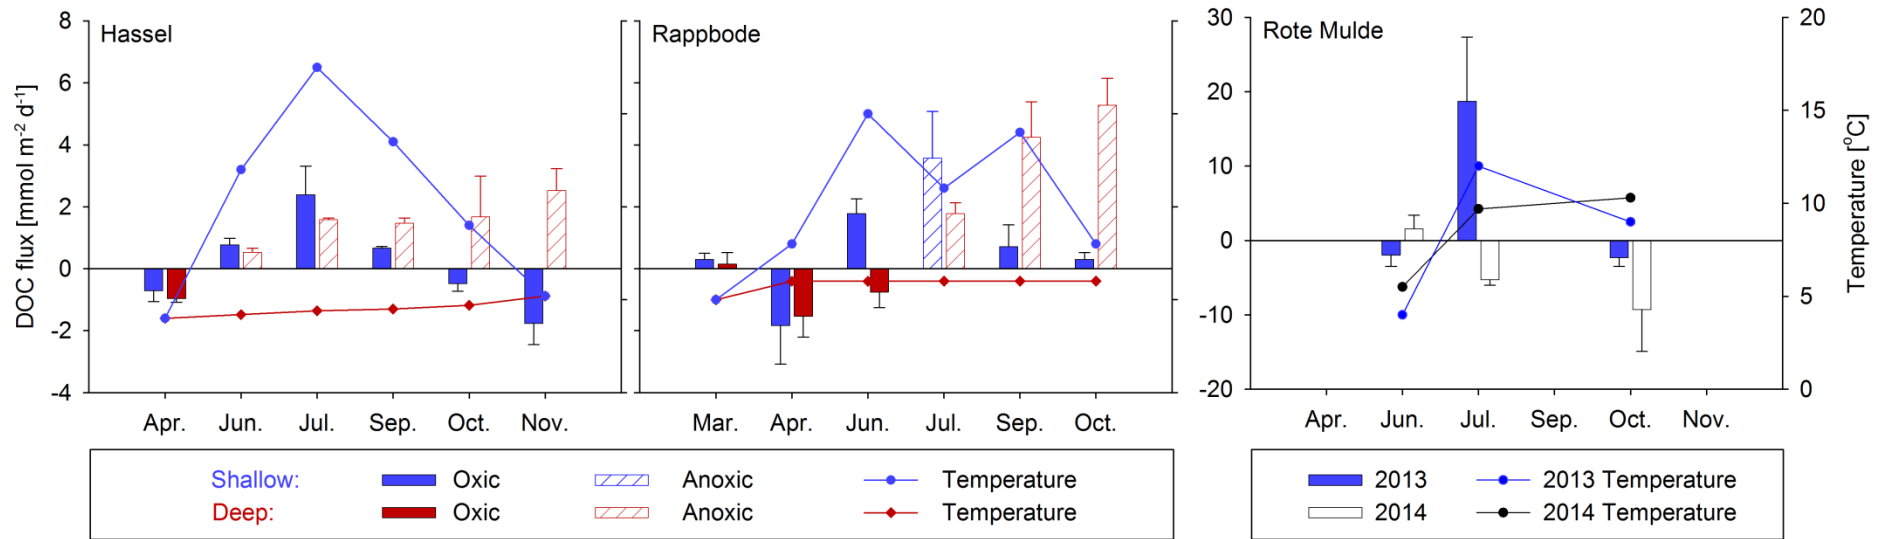 Hassel
Rappbode
Rote Mulde
DOC flux [mmol m⁻² d⁻¹]
8
6
4
2
0
-2
-4
30
20
10
0
-10
-20
20
15
10
5
0
Temperature [°C]
Apr. Jun. Jul. Sep. Oct. Nov.
Mar. Apr. Jun. Jul. Sep. Oct.
Apr. Jun. Jul. Sep. Oct. Nov.
Shallow: Oxic Anoxic Temperature
Deep: Oxic Anoxic Temperature
2013 2013 Temperature
2014 2014 Temperature